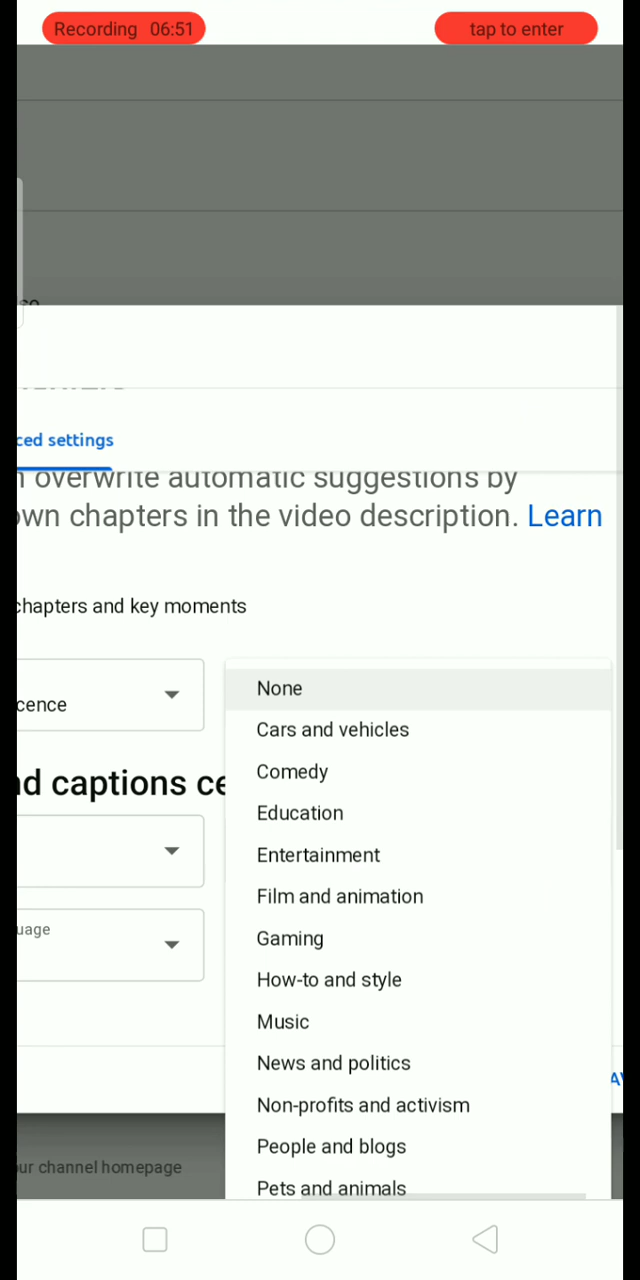 Recording 06:51
tap to enter
so
ced settings
n overwrite automatic suggestions by
own chapters in the video description. Learn
chapters and key moments
cence
None
Cars and vehicles
nd captions ce
Comedy
Education
Entertainment
Film and animation
uage
Gaming
How-to and style
Music
News and politics
Non-profits and activism
People and blogs
our channel homepage
Pets and animals